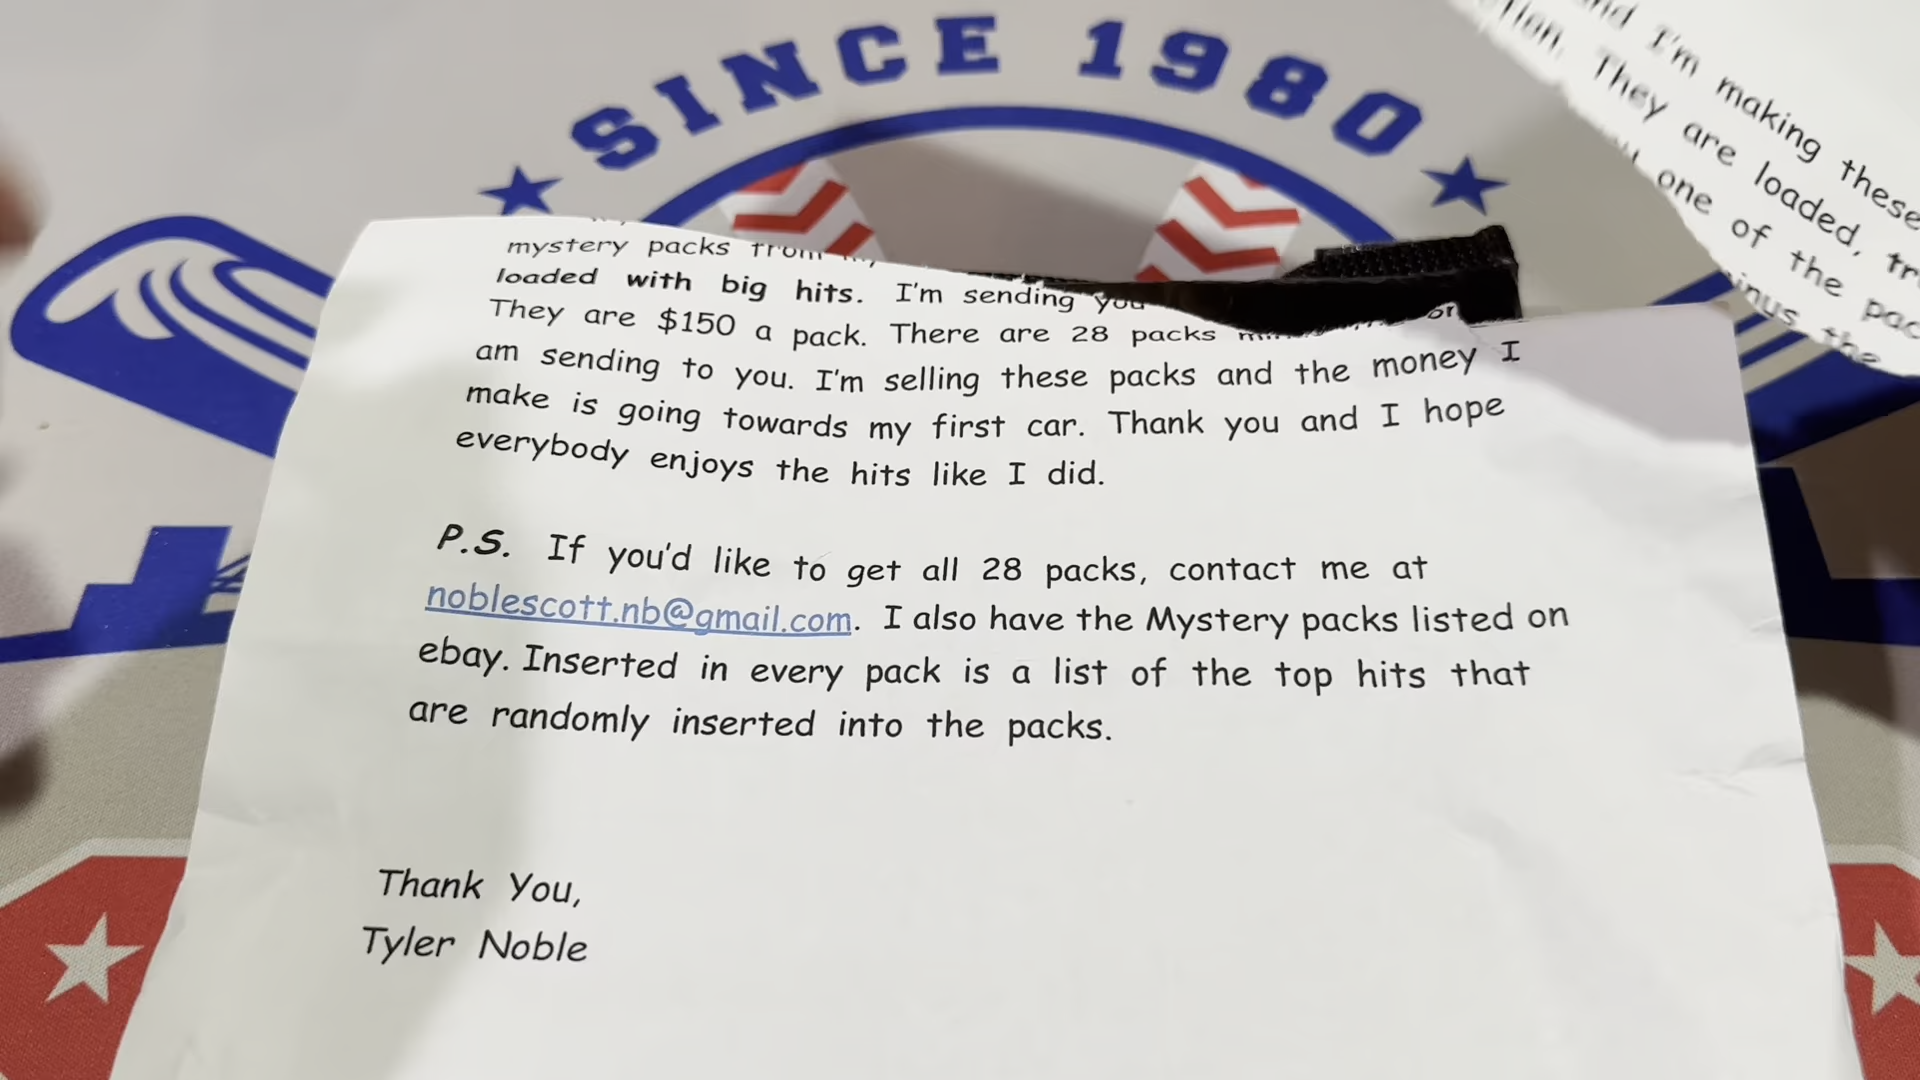 SINCE 1980
mystery packs from
loaded with big hits. I'm sending you
They are $150 a pack. There are 28 packs
am sending to you. I'm selling these packs and the money I
make is going towards my first car. Thank you and I hope
everybody enjoys the hits like I did.
P.S. If you'd like to get all 28 packs, contact me at
noblescott.nb@gmail.com. I also have the Mystery packs listed on
ebay. Inserted in every pack is a list of the top hits that
are randomly inserted into the packs.
Thank You,
Tyler Noble
I'm making these
They are loaded,
one of the
the